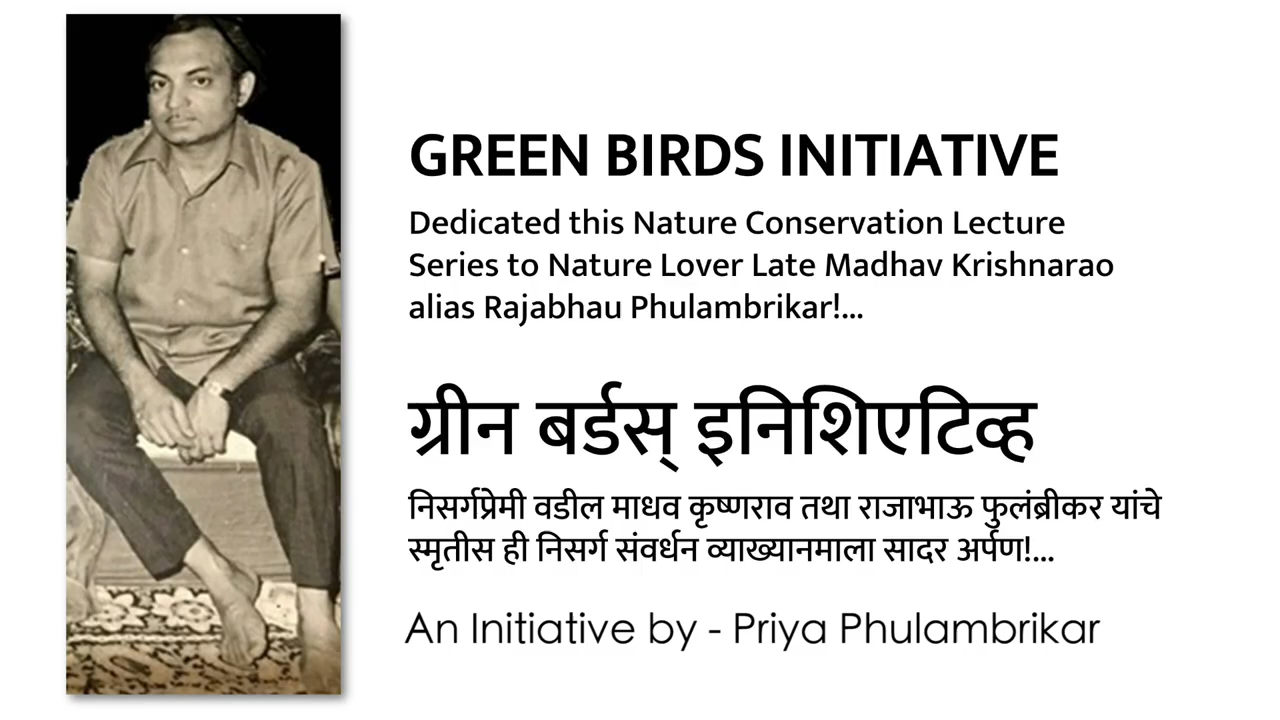 GREEN BIRDS INITIATIVE
Dedicated this Nature Conservation Lecture
Series to Nature Lover Late Madhav Krishnarao
alias Rajabhau Phulambrikar!...
ग्रीन बर्डस् इनिशिएटिव्ह
निसर्गप्रेमी वडील माधव कृष्णराव तथा राजाभाऊ फुलंब्रीकर यांचे
स्मृतीस ही निसर्ग संवर्धन व्याख्यानमाला सादर अर्पण!...
An Initiative by - Priya Phulambrikar